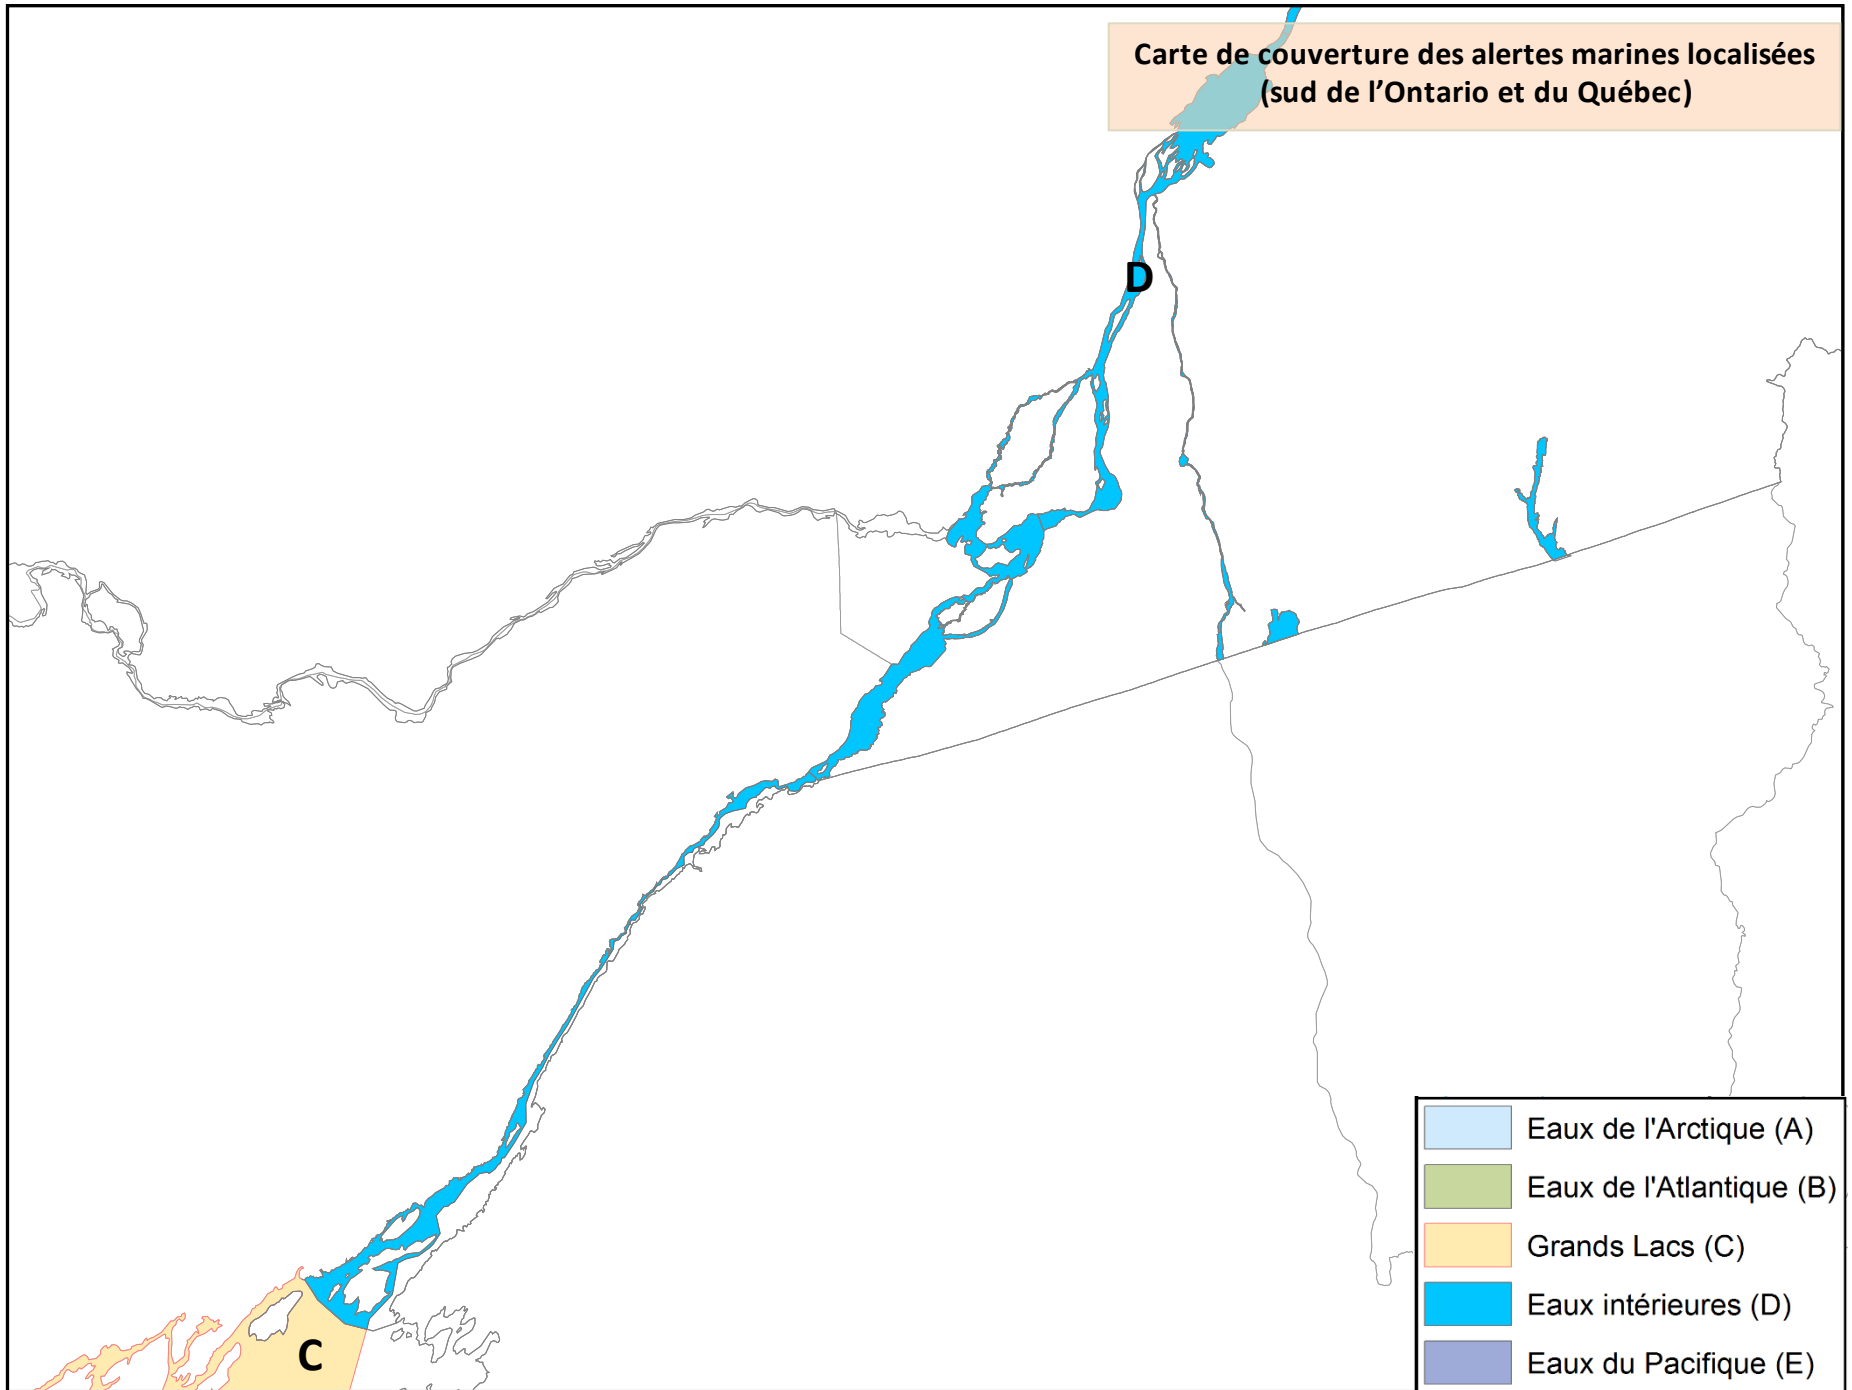 Carte de couverture des alertes marines localisées
(sud de l’Ontario et du Québec)
D
C
Eaux de l'Arctique (A)
Eaux de l'Atlantique (B)
Grands Lacs (C)
Eaux intérieures (D)
Eaux du Pacifique (E)